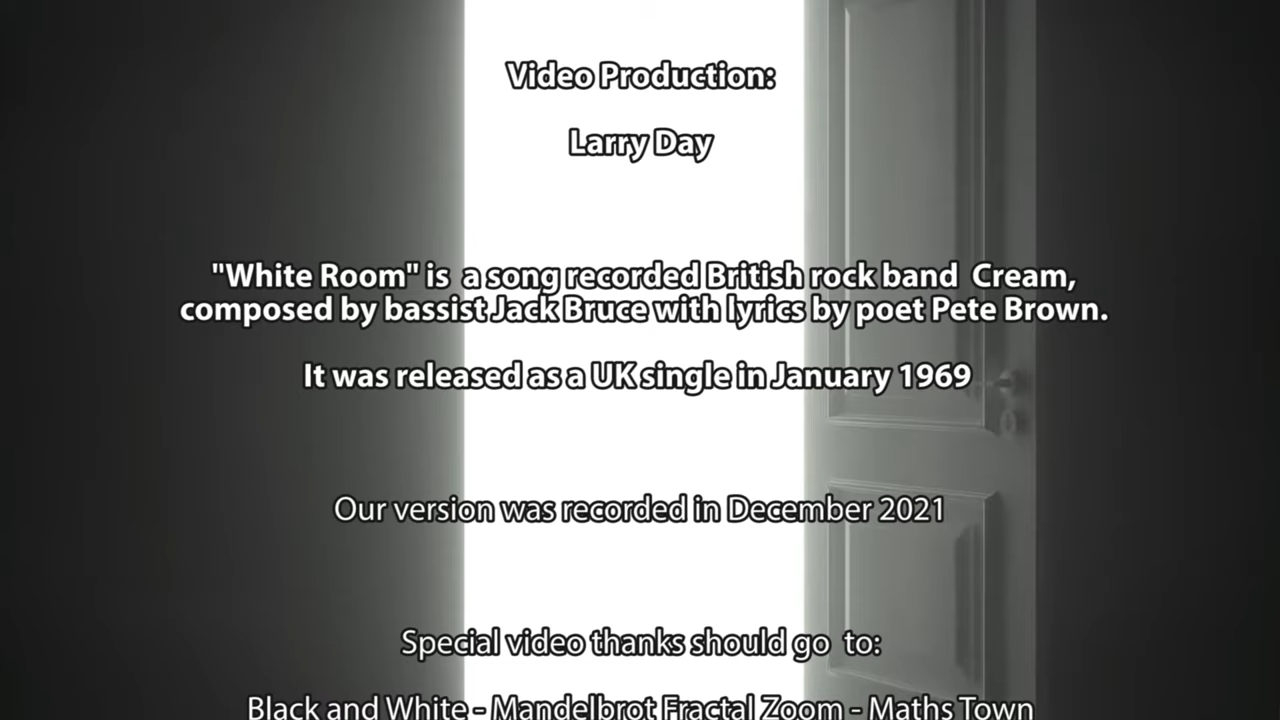 Video Production:
Larry Day
"White Room" is  a song recorded British rock band  Cream,
composed by bassist Jack Bruce with lyrics by poet Pete Brown.
It was released as a UK single in January 1969
Our version was recorded in December 2021
Special video thanks should go  to:
Black and White - Mandelbrot Fractal Zoom - Maths Town